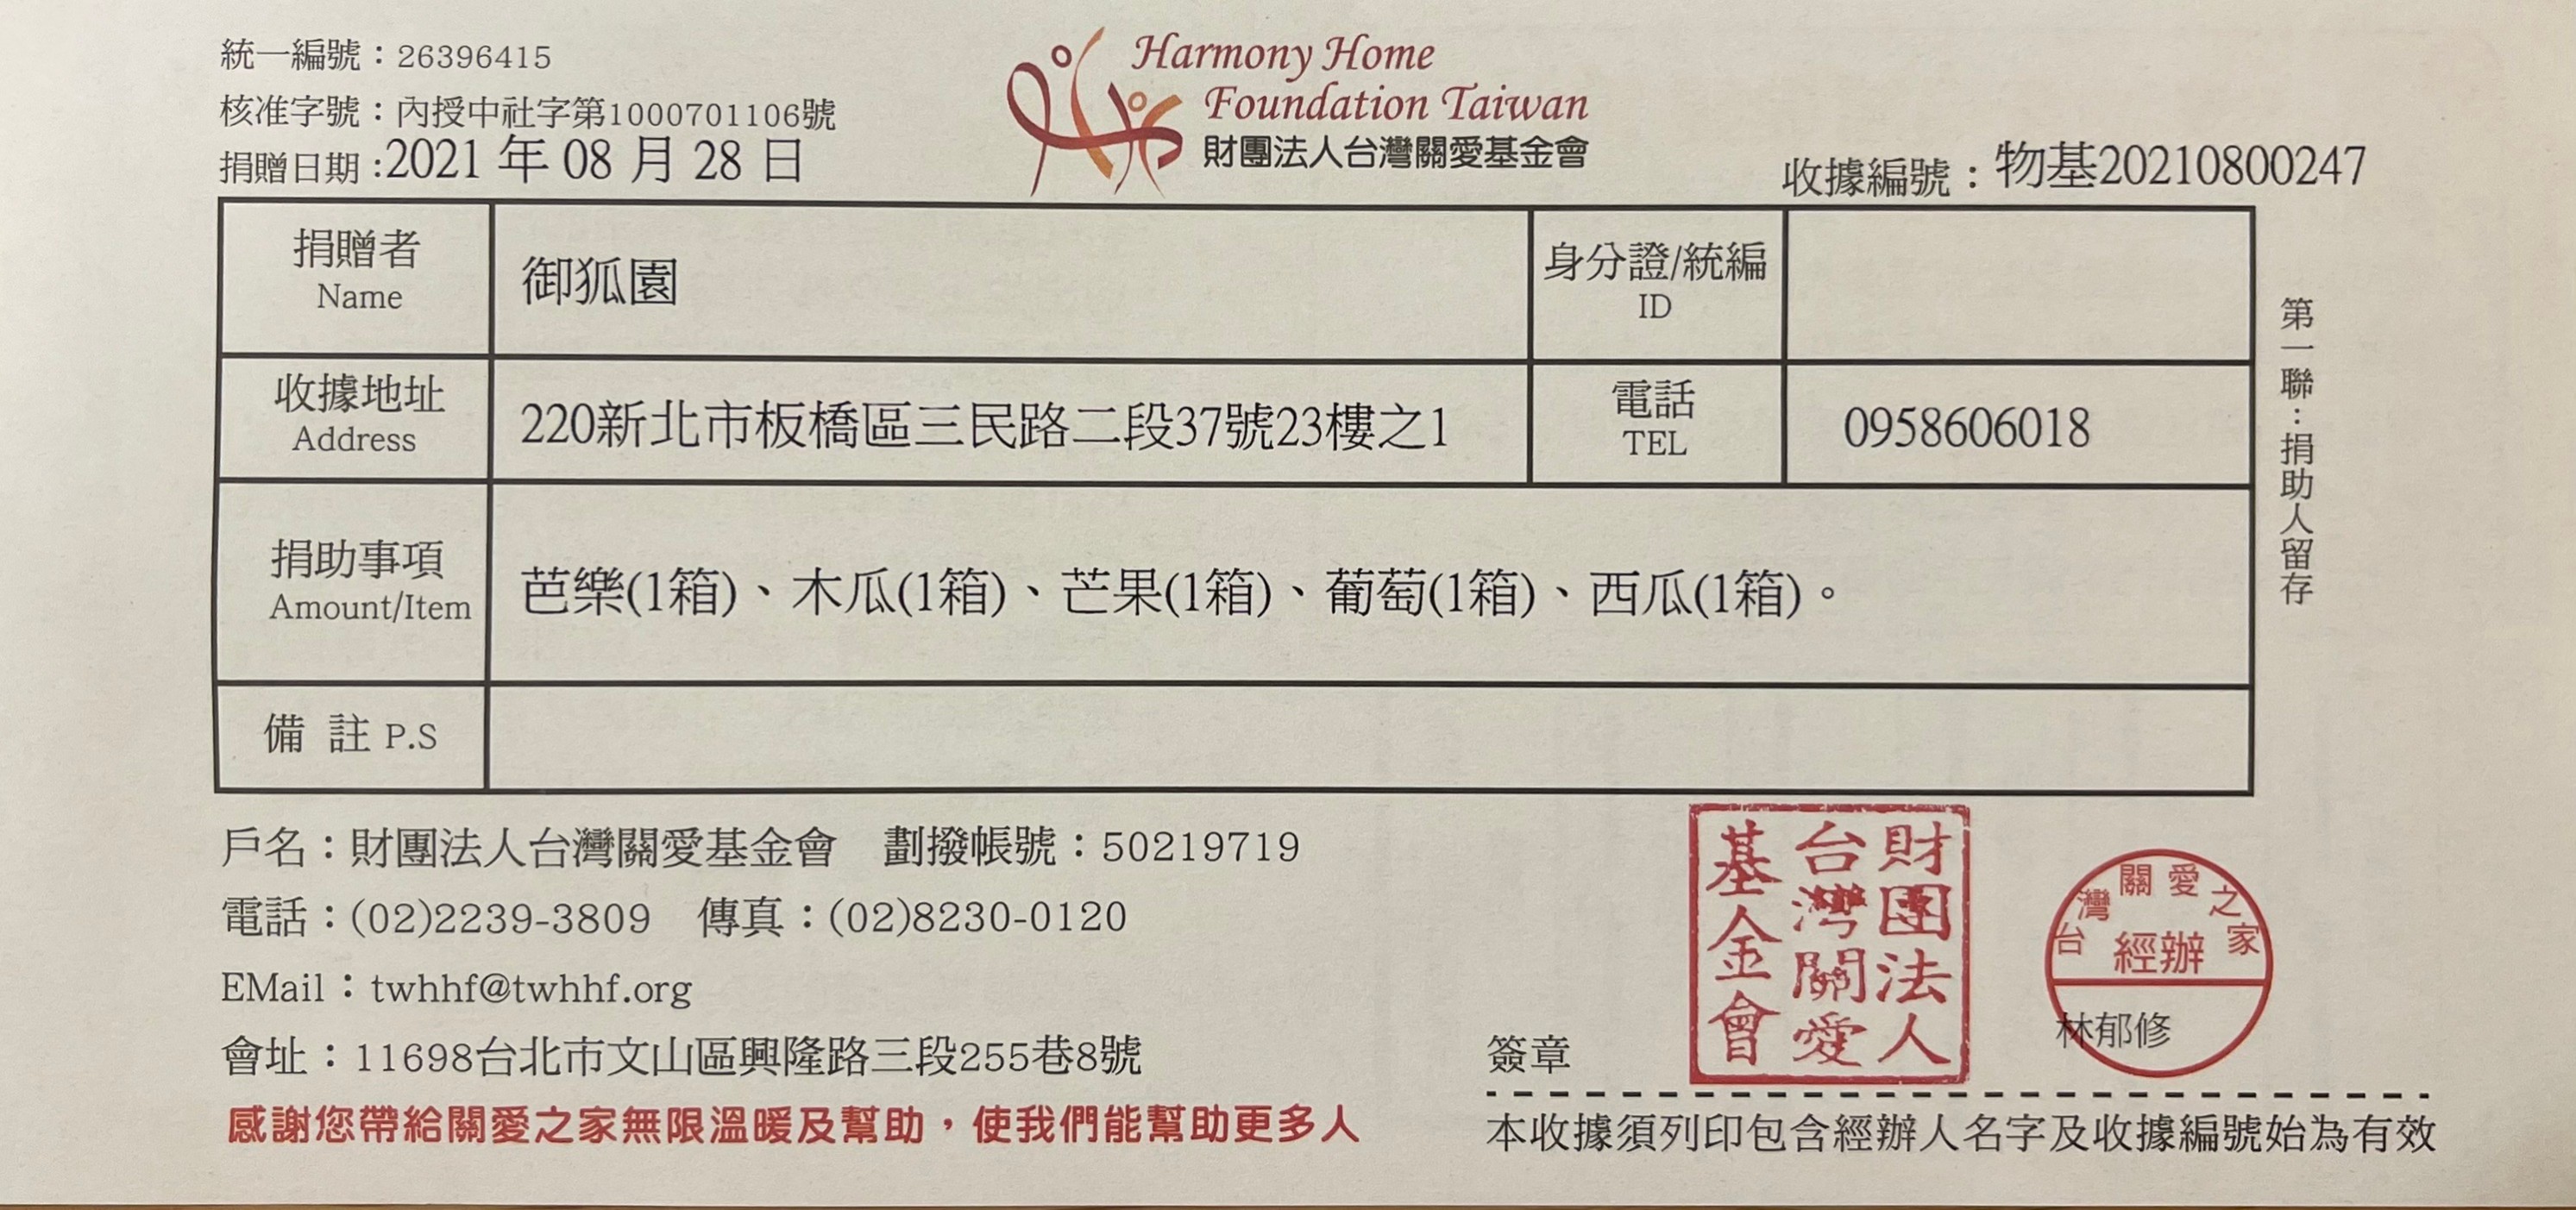 統一編號：26396415
核准字號：內授中社字第1000701106號
捐贈日期:2021 年 08 月 28 日
Harmony Home
Foundation Taiwan
財團法人台灣關愛基金會
收據編號：物基20210800247
捐贈者
Name
御狐園
身分證/統編
ID
收據地址
Address
220新北市板橋區三民路二段37號23樓之1
電話
TEL
0958606018
捐助事項
Amount/Item
芭樂(1箱)、木瓜(1箱)、芒果(1箱)、葡萄(1箱)、西瓜(1箱)。
備 註 P.S
第一聯：捐助人留存
戶名：財團法人台灣關愛基金會 劃撥帳號：50219719
電話：(02)2239-3809 傳真：(02)8230-0120
EMail：twhhf@twhhf.org
會址：11698台北市文山區興隆路三段255巷8號
感謝您帶給關愛之家無限溫暖及幫助，使我們能幫助更多人
簽章
財團法人
台灣關愛
基金會
台灣關愛之家
經辦
林郁修
本收據須列印包含經辦人名字及收據編號始為有效